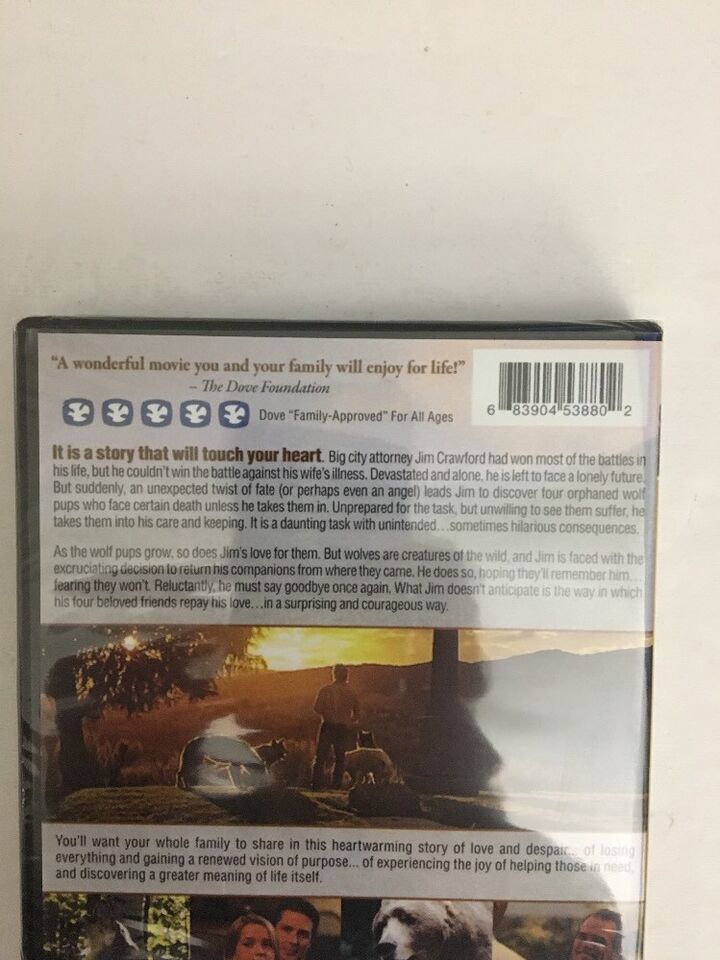 “A wonderful movie you and your family will enjoy for life!”
– The Dove Foundation
Dove "Family-Approved" For All Ages
6 83904 53880 2
It is a story that will touch your heart. Big city attorney Jim Crawford had won most of the battles in
his life, but he couldn't win the battle against his wife's illness. Devastated and alone, he is left to face a lonely future.
But suddenly, an unexpected twist of fate (or perhaps even an angel) leads Jim to discover four orphaned wolf
pups who face certain death unless he takes them in. Unprepared for the task, but unwilling to see them suffer, he
takes them into his care and keeping. It is a daunting task with unintended...sometimes hilarious consequences.
As the wolf pups grow, so does Jim's love for them. But wolves are creatures of the wild, and Jim is faced with the
excruciating decision to return his companions from where they came. He does so, hoping they'll remember him...
fearing they won't. Reluctantly, he must say goodbye once again. What Jim doesn't anticipate is the way in which
his four beloved friends repay his love...in a surprising and courageous way.
You'll want your whole family to share in this heartwarming story of love and despair... of losing
everything and gaining a renewed vision of purpose... of experiencing the joy of helping those in need,
and discovering a greater meaning of life itself.